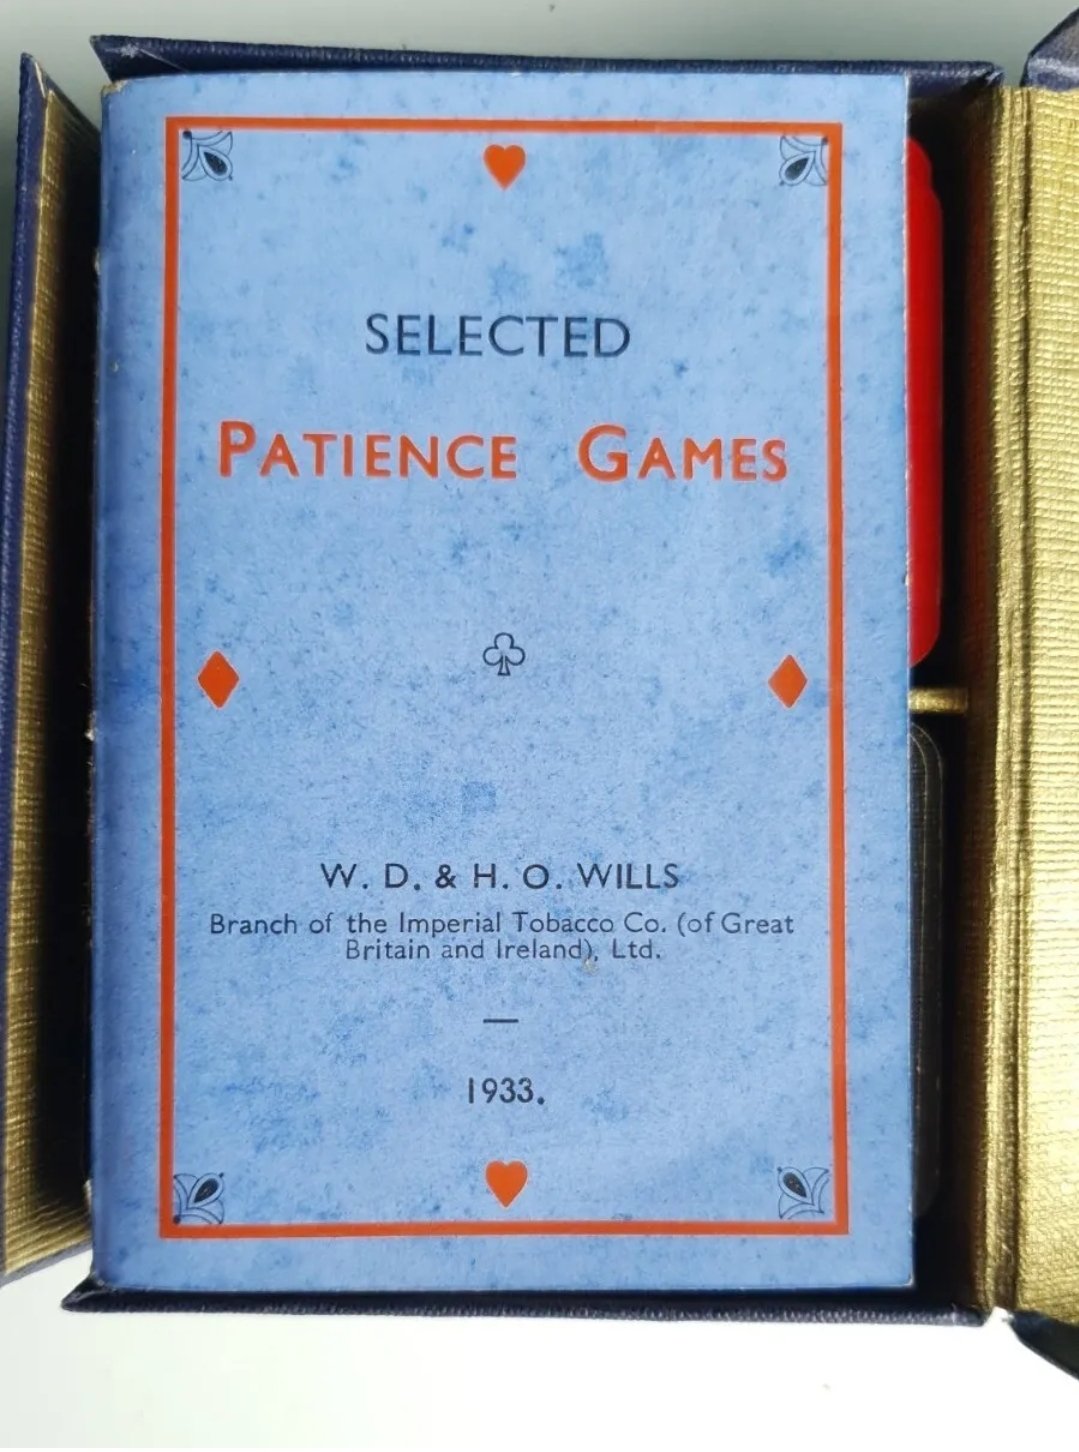 SELECTED
PATIENCE GAMES
W. D. & H. O. WILLS
Branch of the Imperial Tobacco Co. (of Great
Britain and Ireland), Ltd.
—
1933.